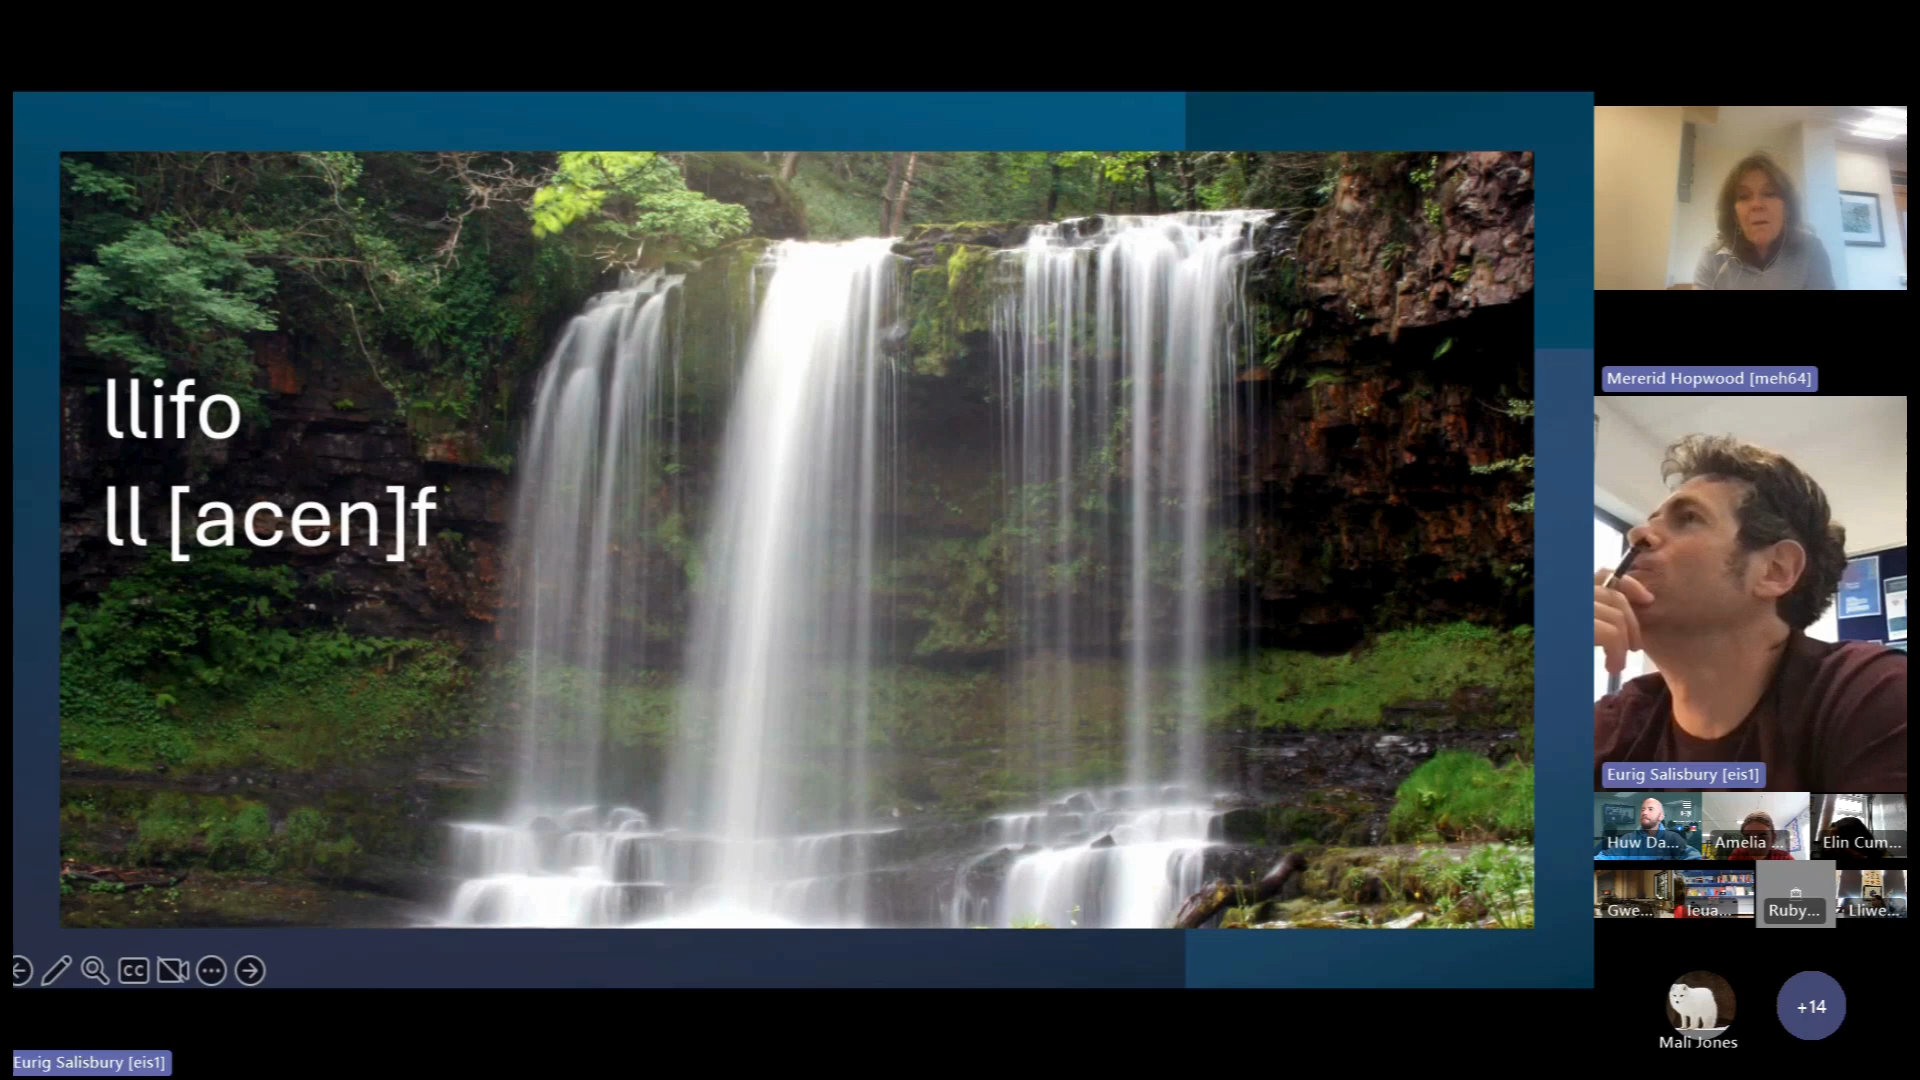 llifo
ll [acen]f
Mererid Hopwood [meh64]
Eurig Salisbury [eis1]
Huw Da...
Amelia ...
Elin Cum...
Gwe...
Ieua...
Ruby...
Lliwe...
CC
+14
Mali Jones
Eurig Salisbury [eis1]